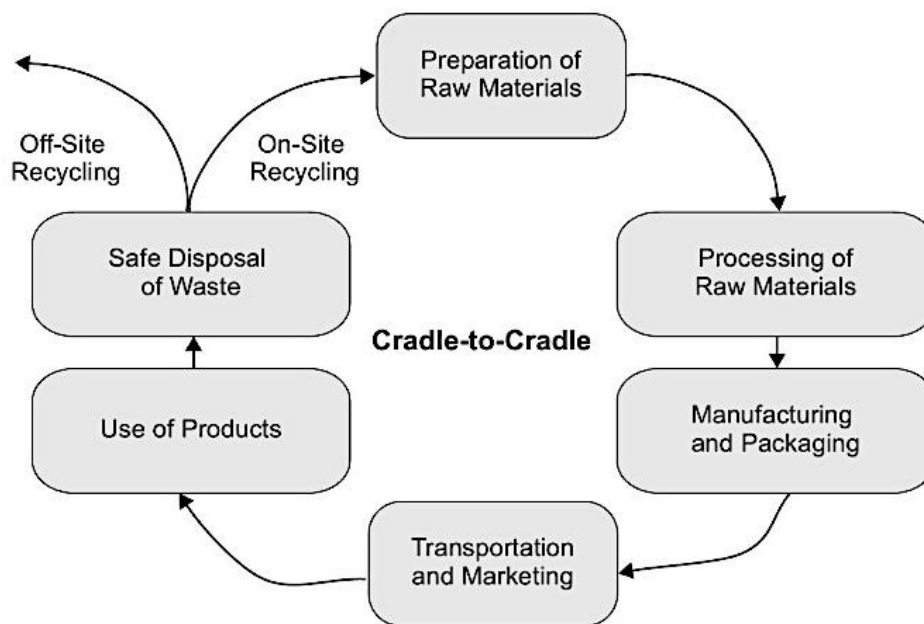 Preparation of
Raw Materials
Off-Site
Recycling
On-Site
Recycling
Safe Disposal
of Waste
Processing of
Raw Materials
Cradle-to-Cradle
Use of Products
Manufacturing
and Packaging
Transportation
and Marketing